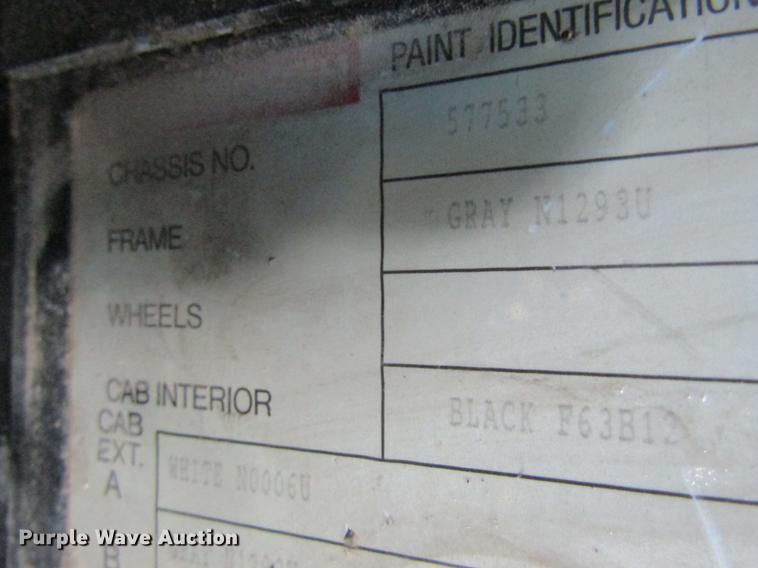 PAINT IDENTIFICATION
CHASSIS NO. 577533
FRAME GRAY N1293U
WHEELS
CAB INTERIOR BLACK F63B12
CAB
EXT.
A WHITE N0006U
B
Purple Wave Auction